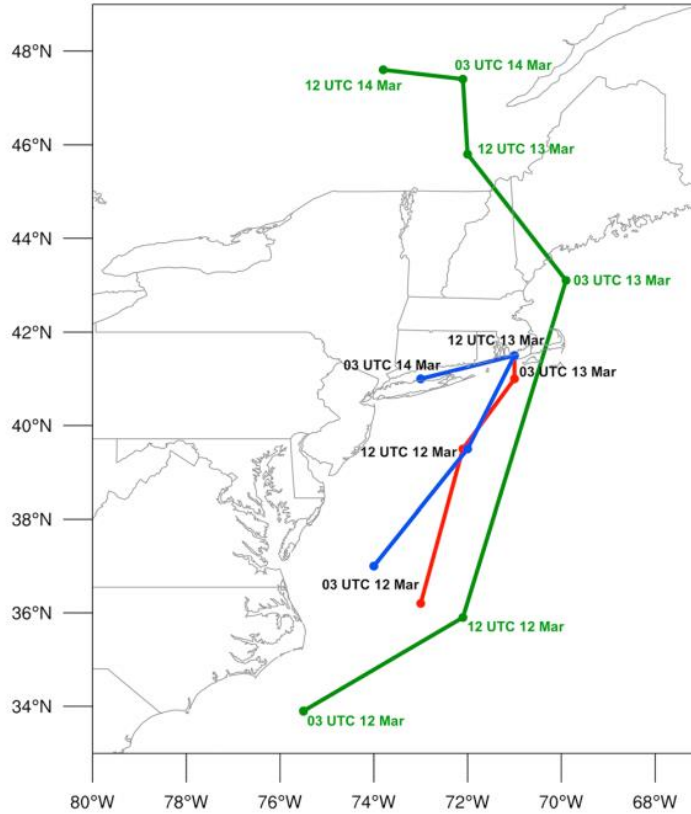 48°N
03 UTC 14 Mar
12 UTC 14 Mar
46°N
12 UTC 13 Mar
44°N
03 UTC 13 Mar
42°N
12 UTC 13 Mar
03 UTC 14 Mar
03 UTC 13 Mar
40°N
12 UTC 12 Mar
38°N
03 UTC 12 Mar
36°N
12 UTC 12 Mar
34°N
03 UTC 12 Mar
80°W 78°W 76°W 74°W 72°W 70°W 68°W